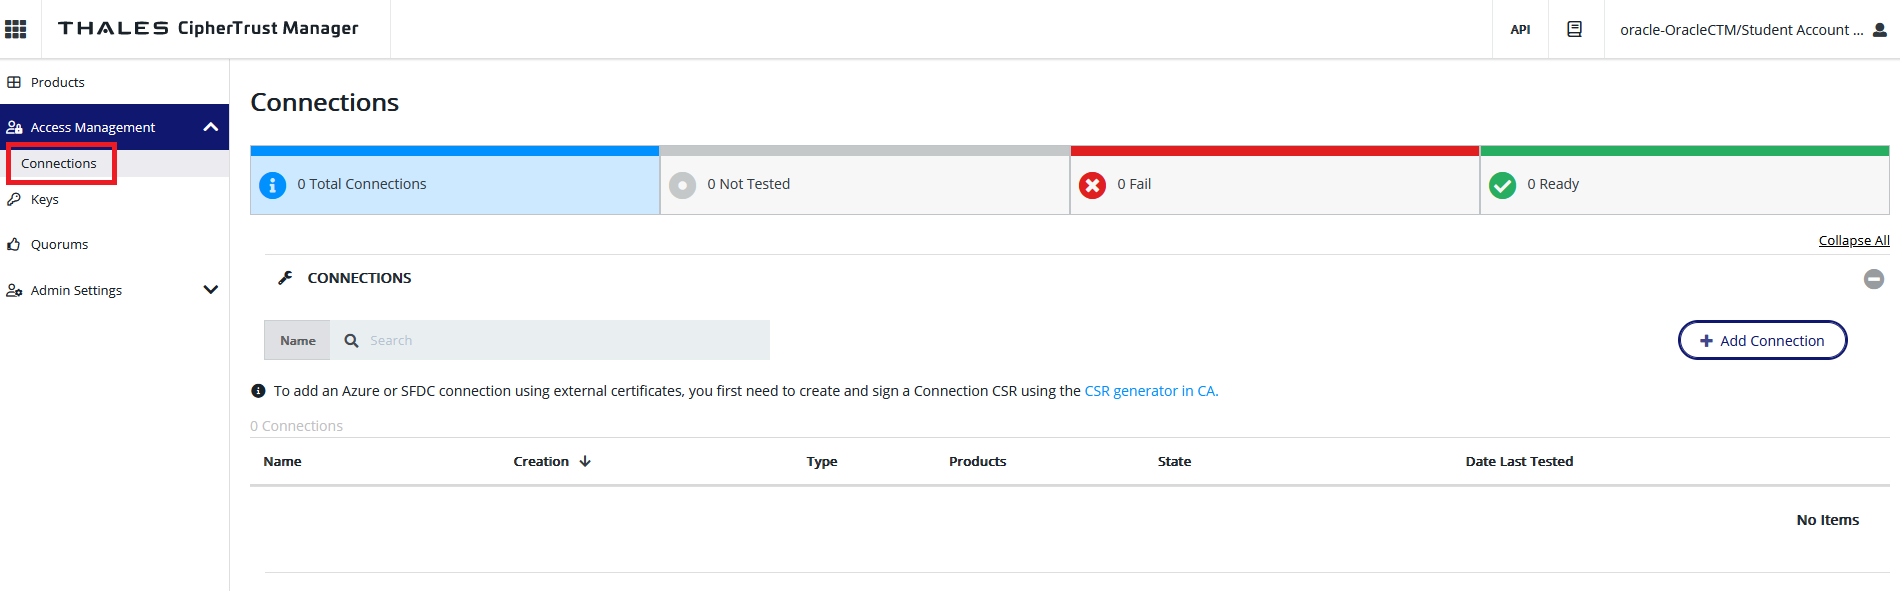 THALES CipherTrust Manager
API
oracle-OracleCTM/Student Account ...
Products
Access Management
Connections
Keys
Quorums
Admin Settings
Connections
0 Total Connections
0 Not Tested
0 Fail
0 Ready
Collapse All
CONNECTIONS
Name
Search
Add Connection
To add an Azure or SFDC connection using external certificates, you first need to create and sign a Connection CSR using the CSR generator in CA.
0 Connections
Name Creation Type Products State Date Last Tested
No Items